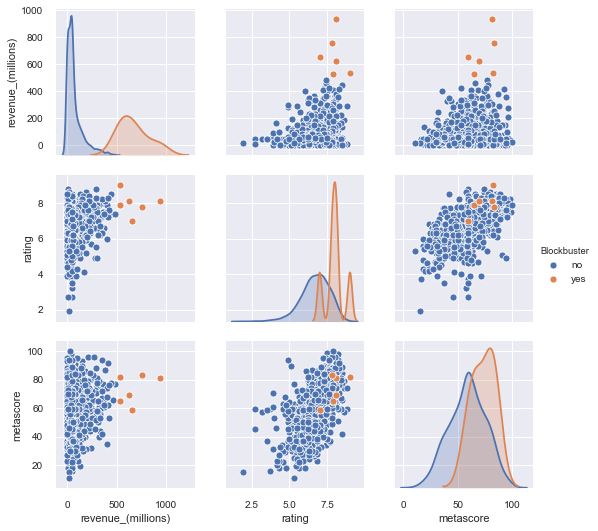 revenue_(millions)
1000
800
600
400
200
0
rating
8
6
4
2
metascore
100
80
60
40
20
0
500
1000
revenue_(millions)
2.5
5.0
7.5
rating
0
50
100
metascore
Blockbuster
no
yes